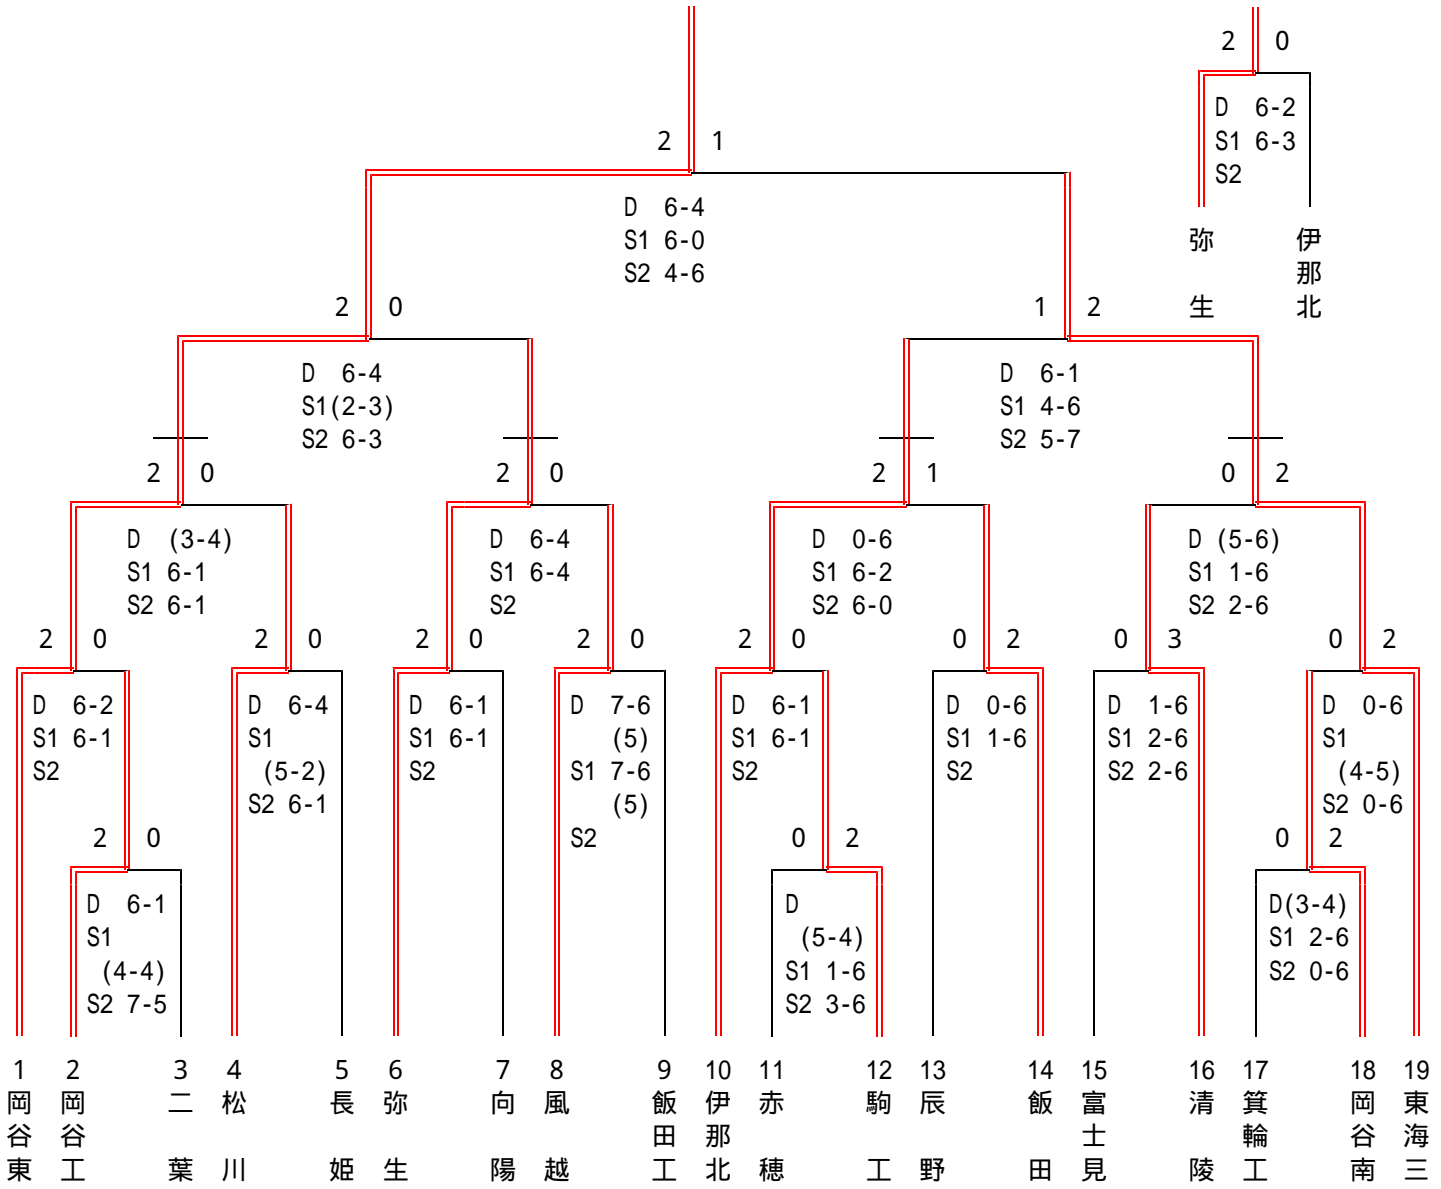 2 0
D 6-2
S1 6-3
S2
弥生
伊那北
2 1
D 6-4
S1 6-0
S2 4-6
2 0
D 6-4
S1(2-3)
S2 6-3
1 2
D 6-1
S1 4-6
S2 5-7
2 0
D (3-4)
S1 6-1
S2 6-1
2 0
D 6-4
S1 6-4
S2
2 1
D 0-6
S1 6-2
S2 6-0
0 2
D (5-6)
S1 1-6
S2 2-6
2 0
D 6-2
S1 6-1
S2
2 0
D 6-4
S1
(5-2)
S2 6-1
2 0
D 6-1
S1 6-1
S2
2 0
D 7-6
(5)
S1 7-6
(5)
S2
2 0
D 6-1
S1 6-1
S2
0 2
D 0-6
S1 1-6
S2
0 3
D 1-6
S1 2-6
S2 2-6
0 2
D 0-6
S1
(4-5)
S2 0-6
2 0
D 6-1
S1
(4-4)
S2 7-5
0 2
D
(5-4)
S1 1-6
S2 3-6
0 2
D(3-4)
S1 2-6
S2 0-6
1 岡谷東
2 岡谷工
3 二葉
4 松川
5 長姫
6 弥生
7 向陽
8 風越
9 飯田工
10 伊那北
11 赤穂
12 駒工
13 辰野
14 飯田
15 富士見
16 清陵
17 箕輪工
18 岡谷南
19 東海三